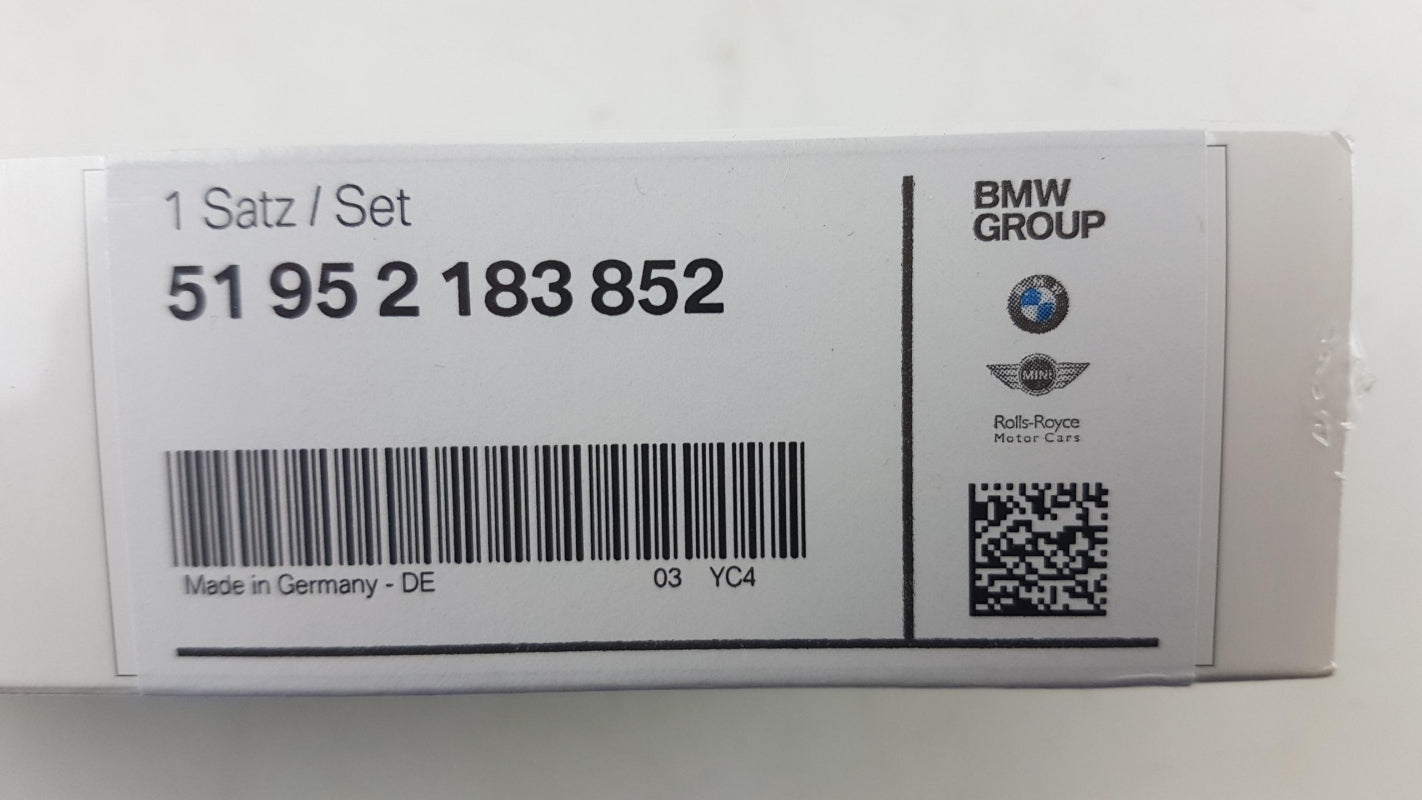 1 Satz / Set
51 95 2 183 852
Made in Germany - DE
03 YC4
BMW
GROUP
MINI
Rolls-Royce
Motor Cars